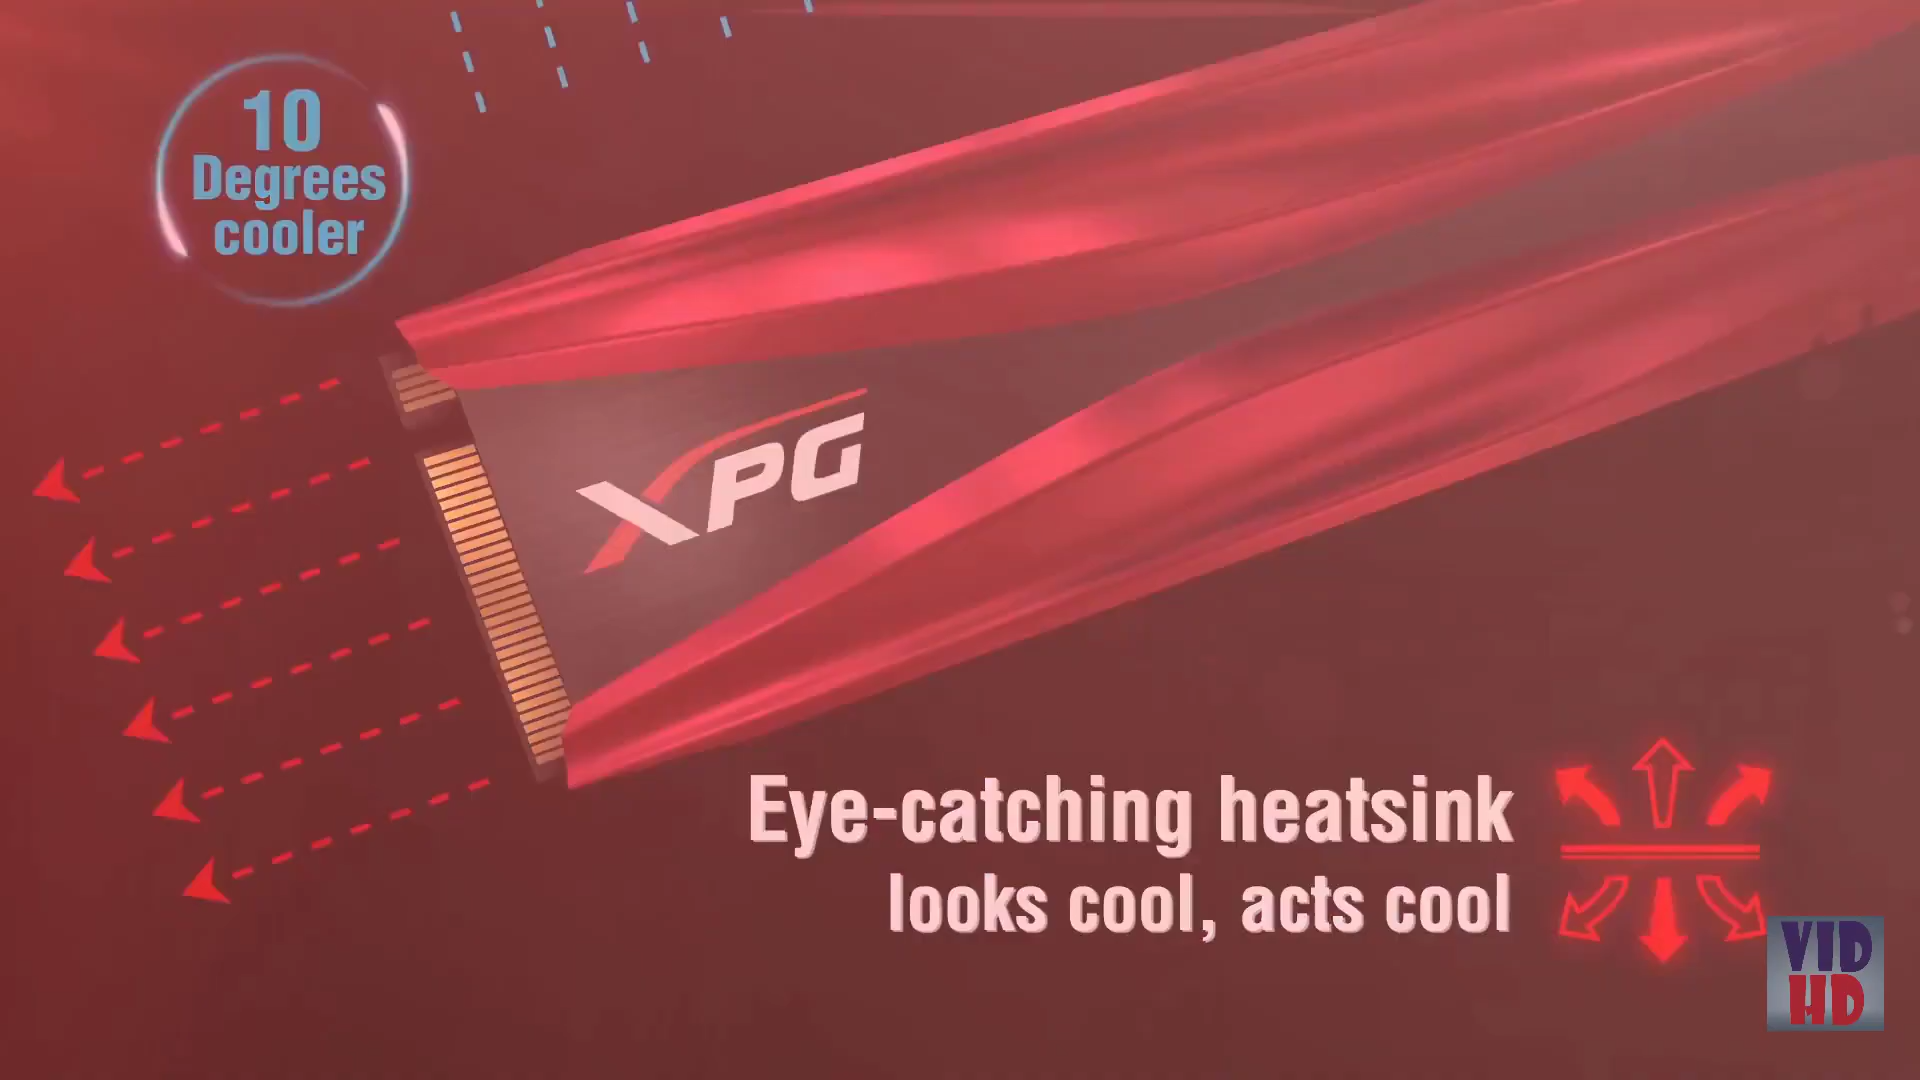 10
Degrees
cooler
XPG
Eye-catching heatsink
looks cool, acts cool
VID
HD